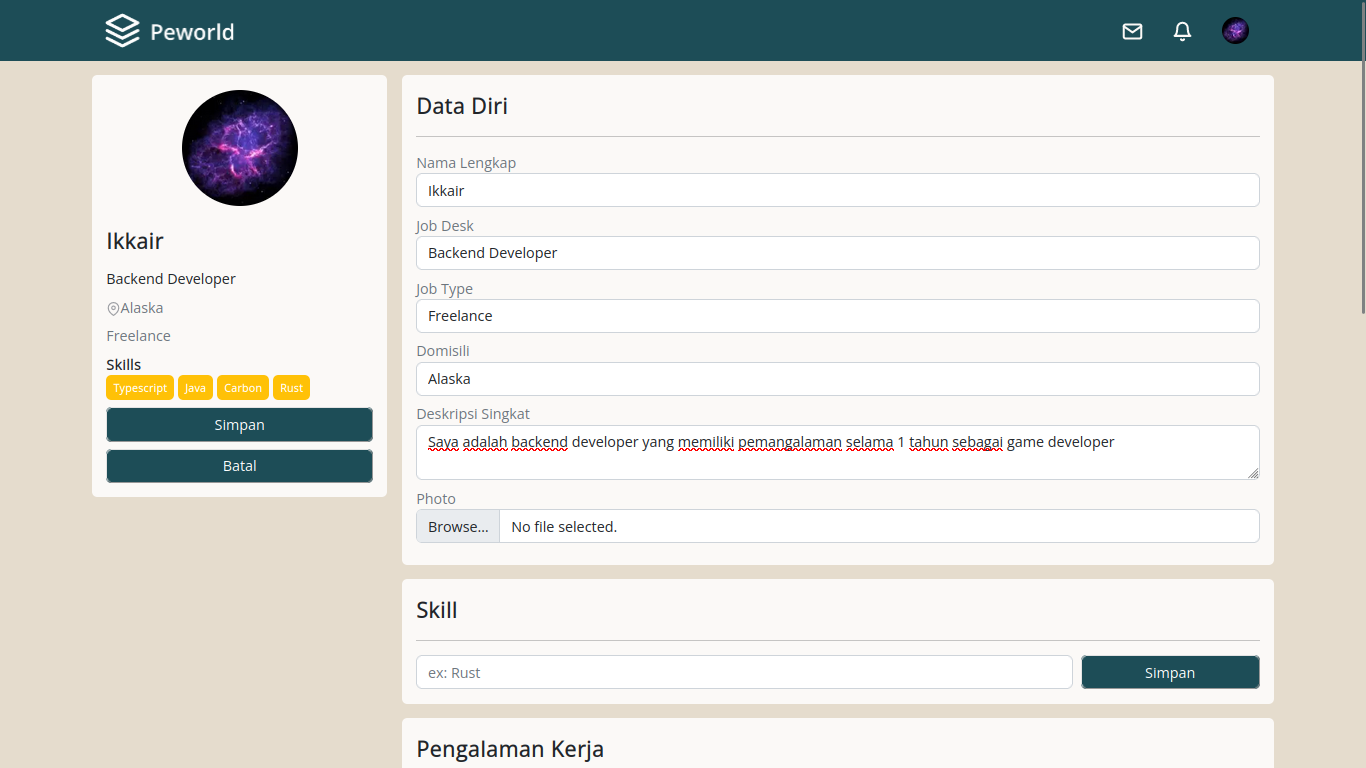 Peworld
Ikkair
Backend Developer
Alaska
Freelance
Skills
Typescript Java Carbon Rust
Simpan
Batal
Data Diri
Nama Lengkap
Ikkair
Job Desk
Backend Developer
Job Type
Freelance
Domisili
Alaska
Deskripsi Singkat
Saya adalah backend developer yang memiliki pemangalaman selama 1 tahun sebagai game developer
Photo
Browse... No file selected.
Skill
ex: Rust Simpan
Pengalaman Kerja